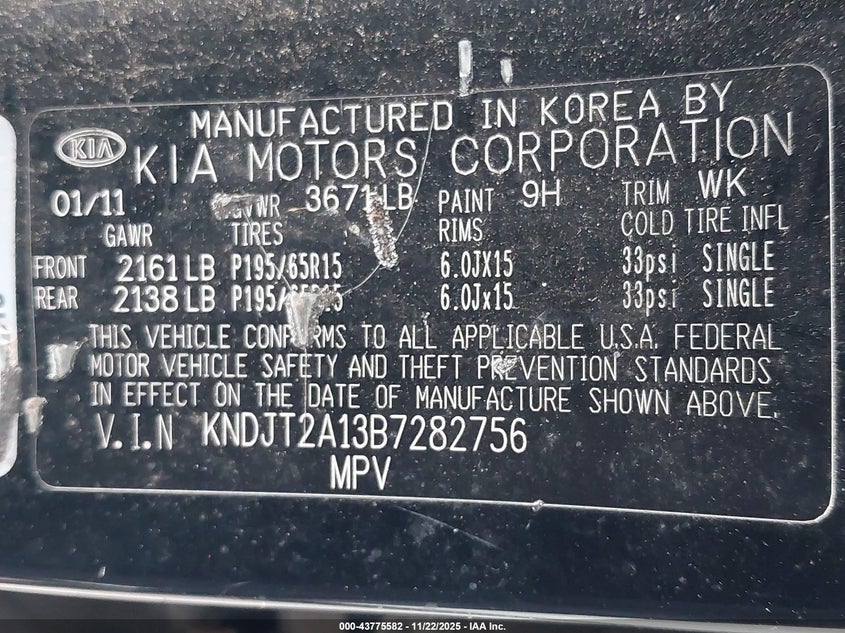 MANUFACTURED IN KOREA BY
KIA KIA MOTORS CORPORATION
01/11 GVWR 3671LB PAINT 9H TRIM WK
GAWR TIRES RIMS COLD TIRE INFL
FRONT 2161LB P195/65R15 6.0JX15 33psi SINGLE
REAR 2138LB P195/65R15 6.0Jx15 33psi SINGLE
THIS VEHICLE CONFORMS TO ALL APPLICABLE U.S.A. FEDERAL
MOTOR VEHICLE SAFETY AND THEFT PREVENTION STANDARDS
IN EFFECT ON THE DATE OF MANUFACTURE SHOWN ABOVE.
V.I.N KNDJT2A13B7282756
MPV
000-43775582 - 11/22/2025 - IAA Inc.